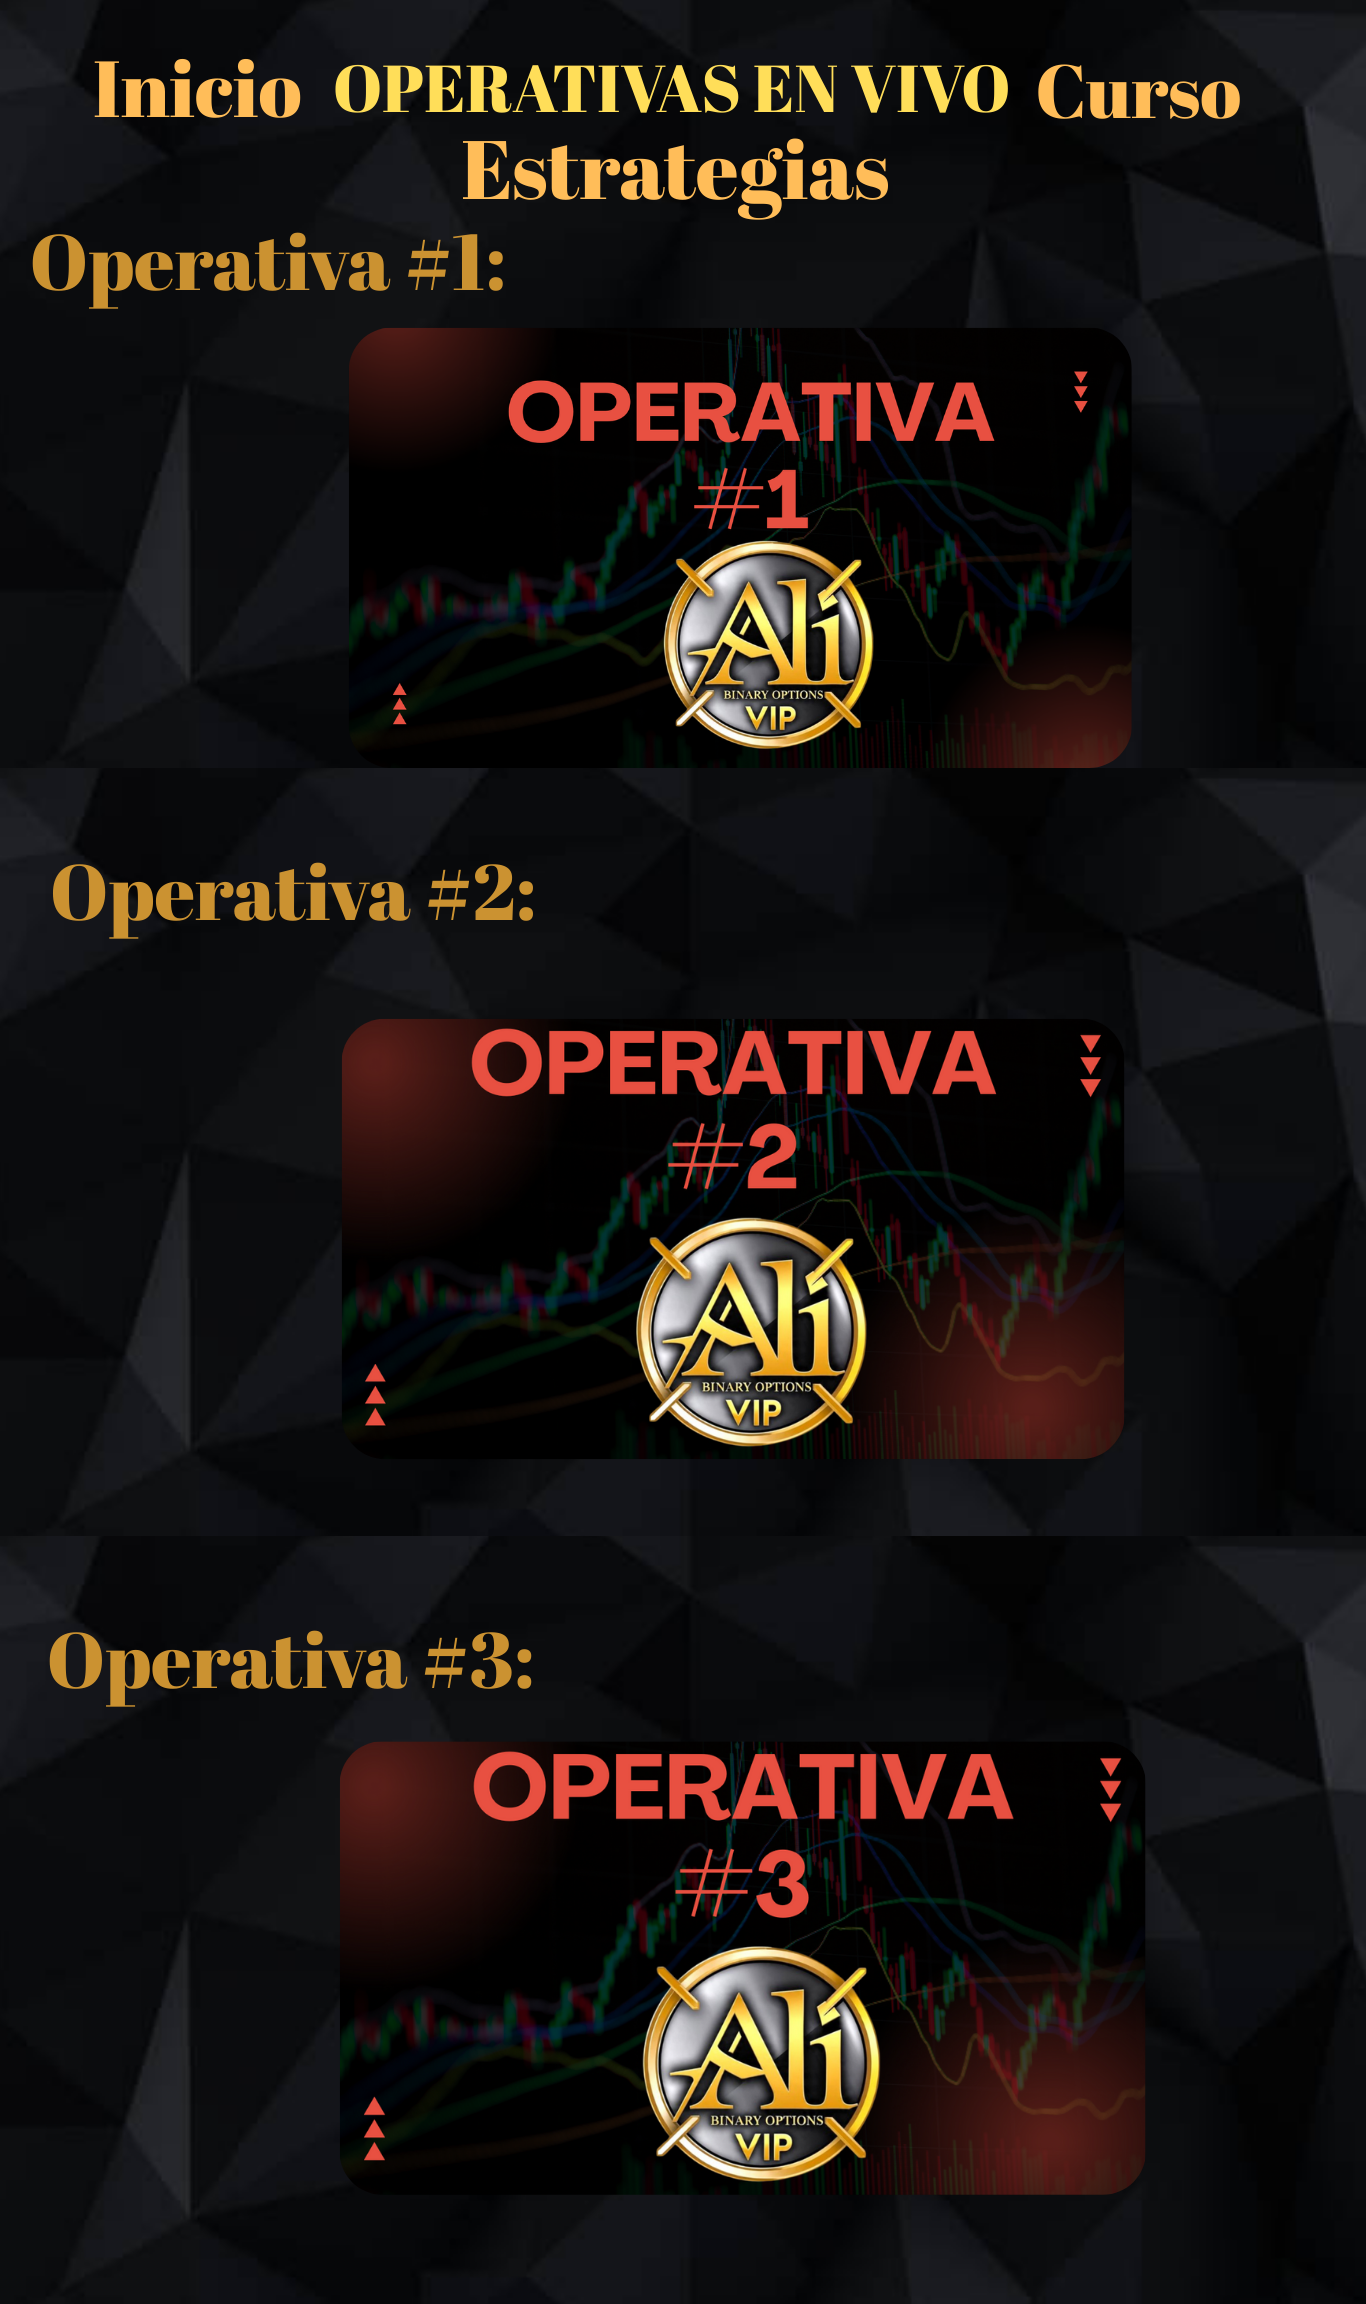 Inicio OPERATIVAS EN VIVO Curso
Estrategias
Operativa #1:
OPERATIVA
#1
Ali
BINARY OPTIONS
VIP
Operativa #2:
OPERATIVA
#2
Ali
BINARY OPTIONS
VIP
Operativa #3:
OPERATIVA
#3
Ali
BINARY OPTIONS
VIP